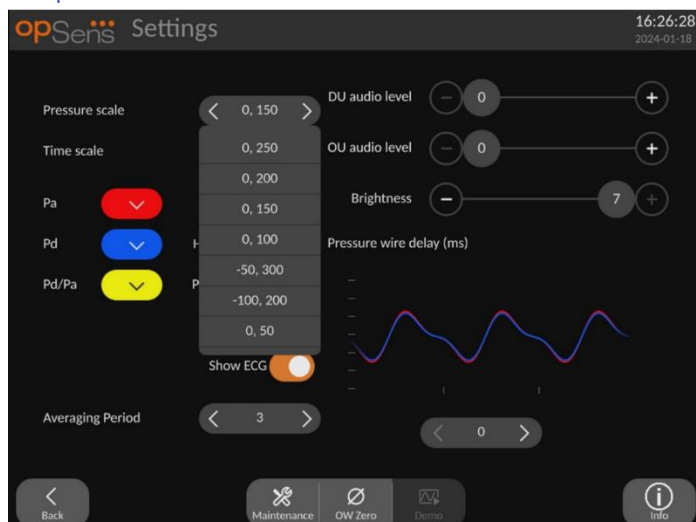 opSens Settings
16:26:28
2024-01-18
Pressure scale
0, 150
DU audio level
0
Time scale
0, 250
OU audio level
0
0, 200
Pa
0, 150
Brightness
7
Pd
H
0, 100
Pressure wire delay (ms)
-50, 300
Pd/Pa
P
-100, 200
0, 50
Show ECG
Averaging Period
3
0
Back
Maintenance
OW Zero
Demo
Info